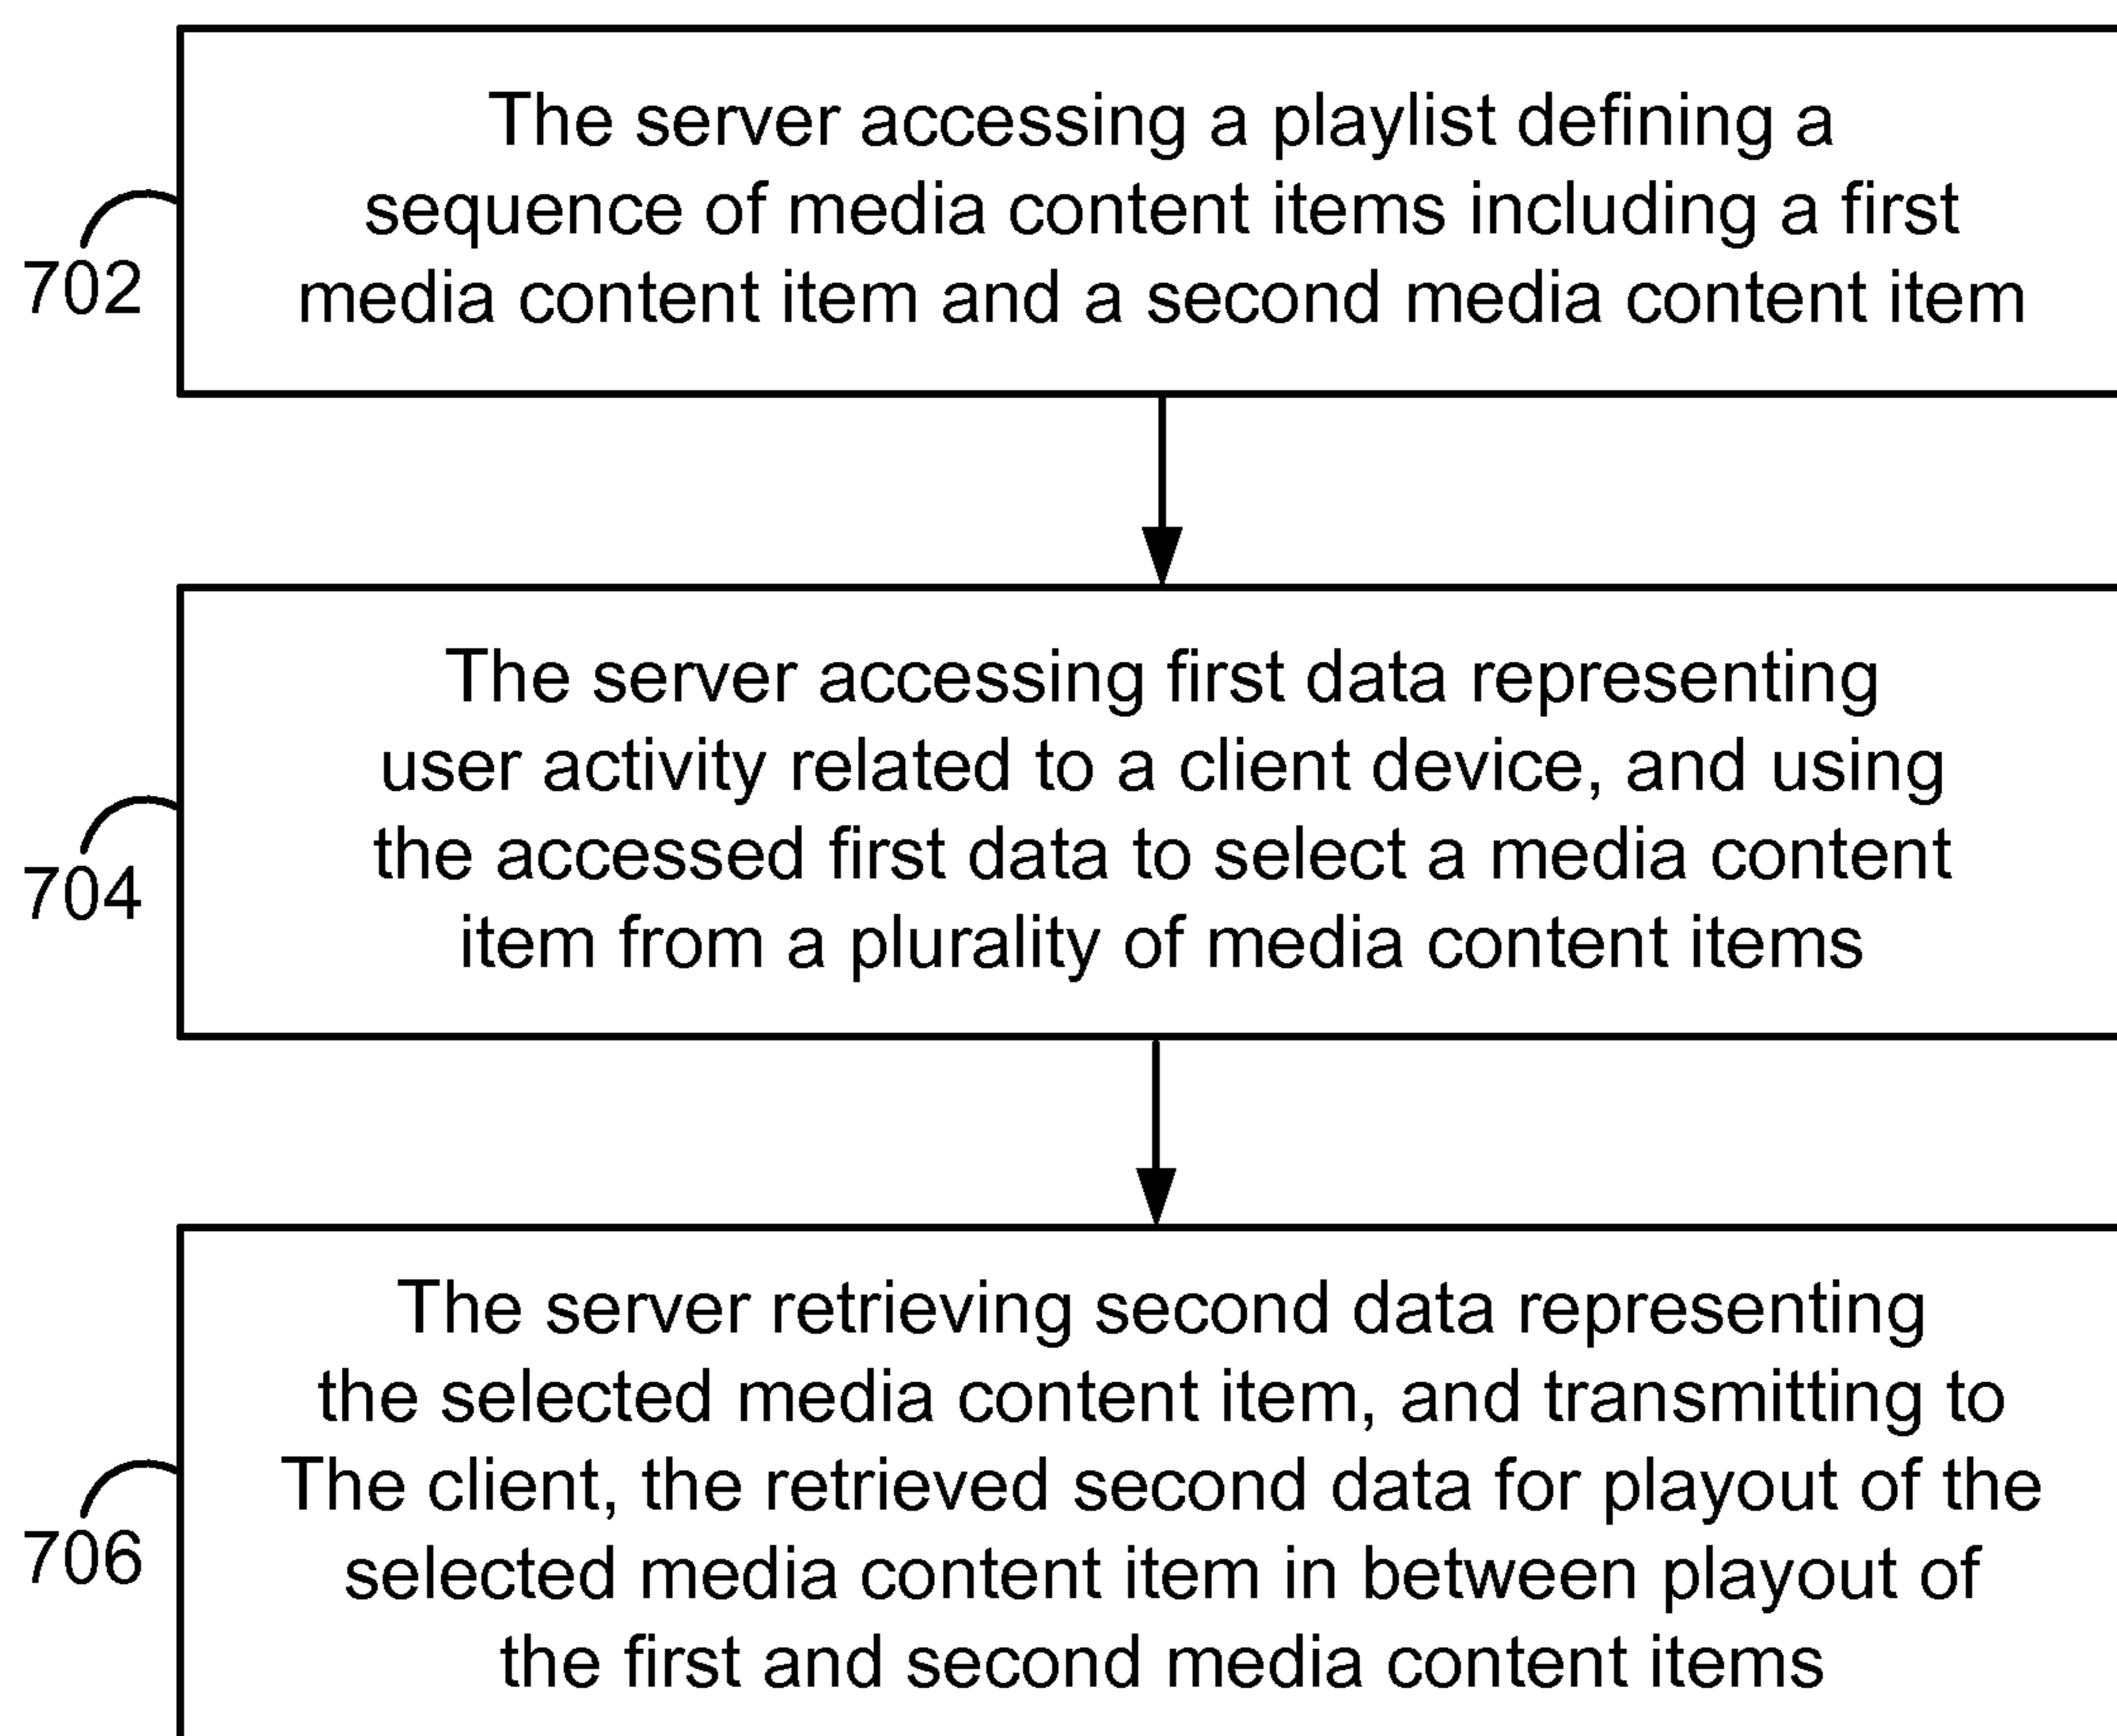 The server accessing a playlist defining a
sequence of media content items including a first
media content item and a second media content item
702
The server accessing first data representing
user activity related to a client device, and using
the accessed first data to select a media content
item from a plurality of media content items
704
The server retrieving second data representing
the selected media content item, and transmitting to
The client, the retrieved second data for playout of the
selected media content item in between playout of
the first and second media content items
706